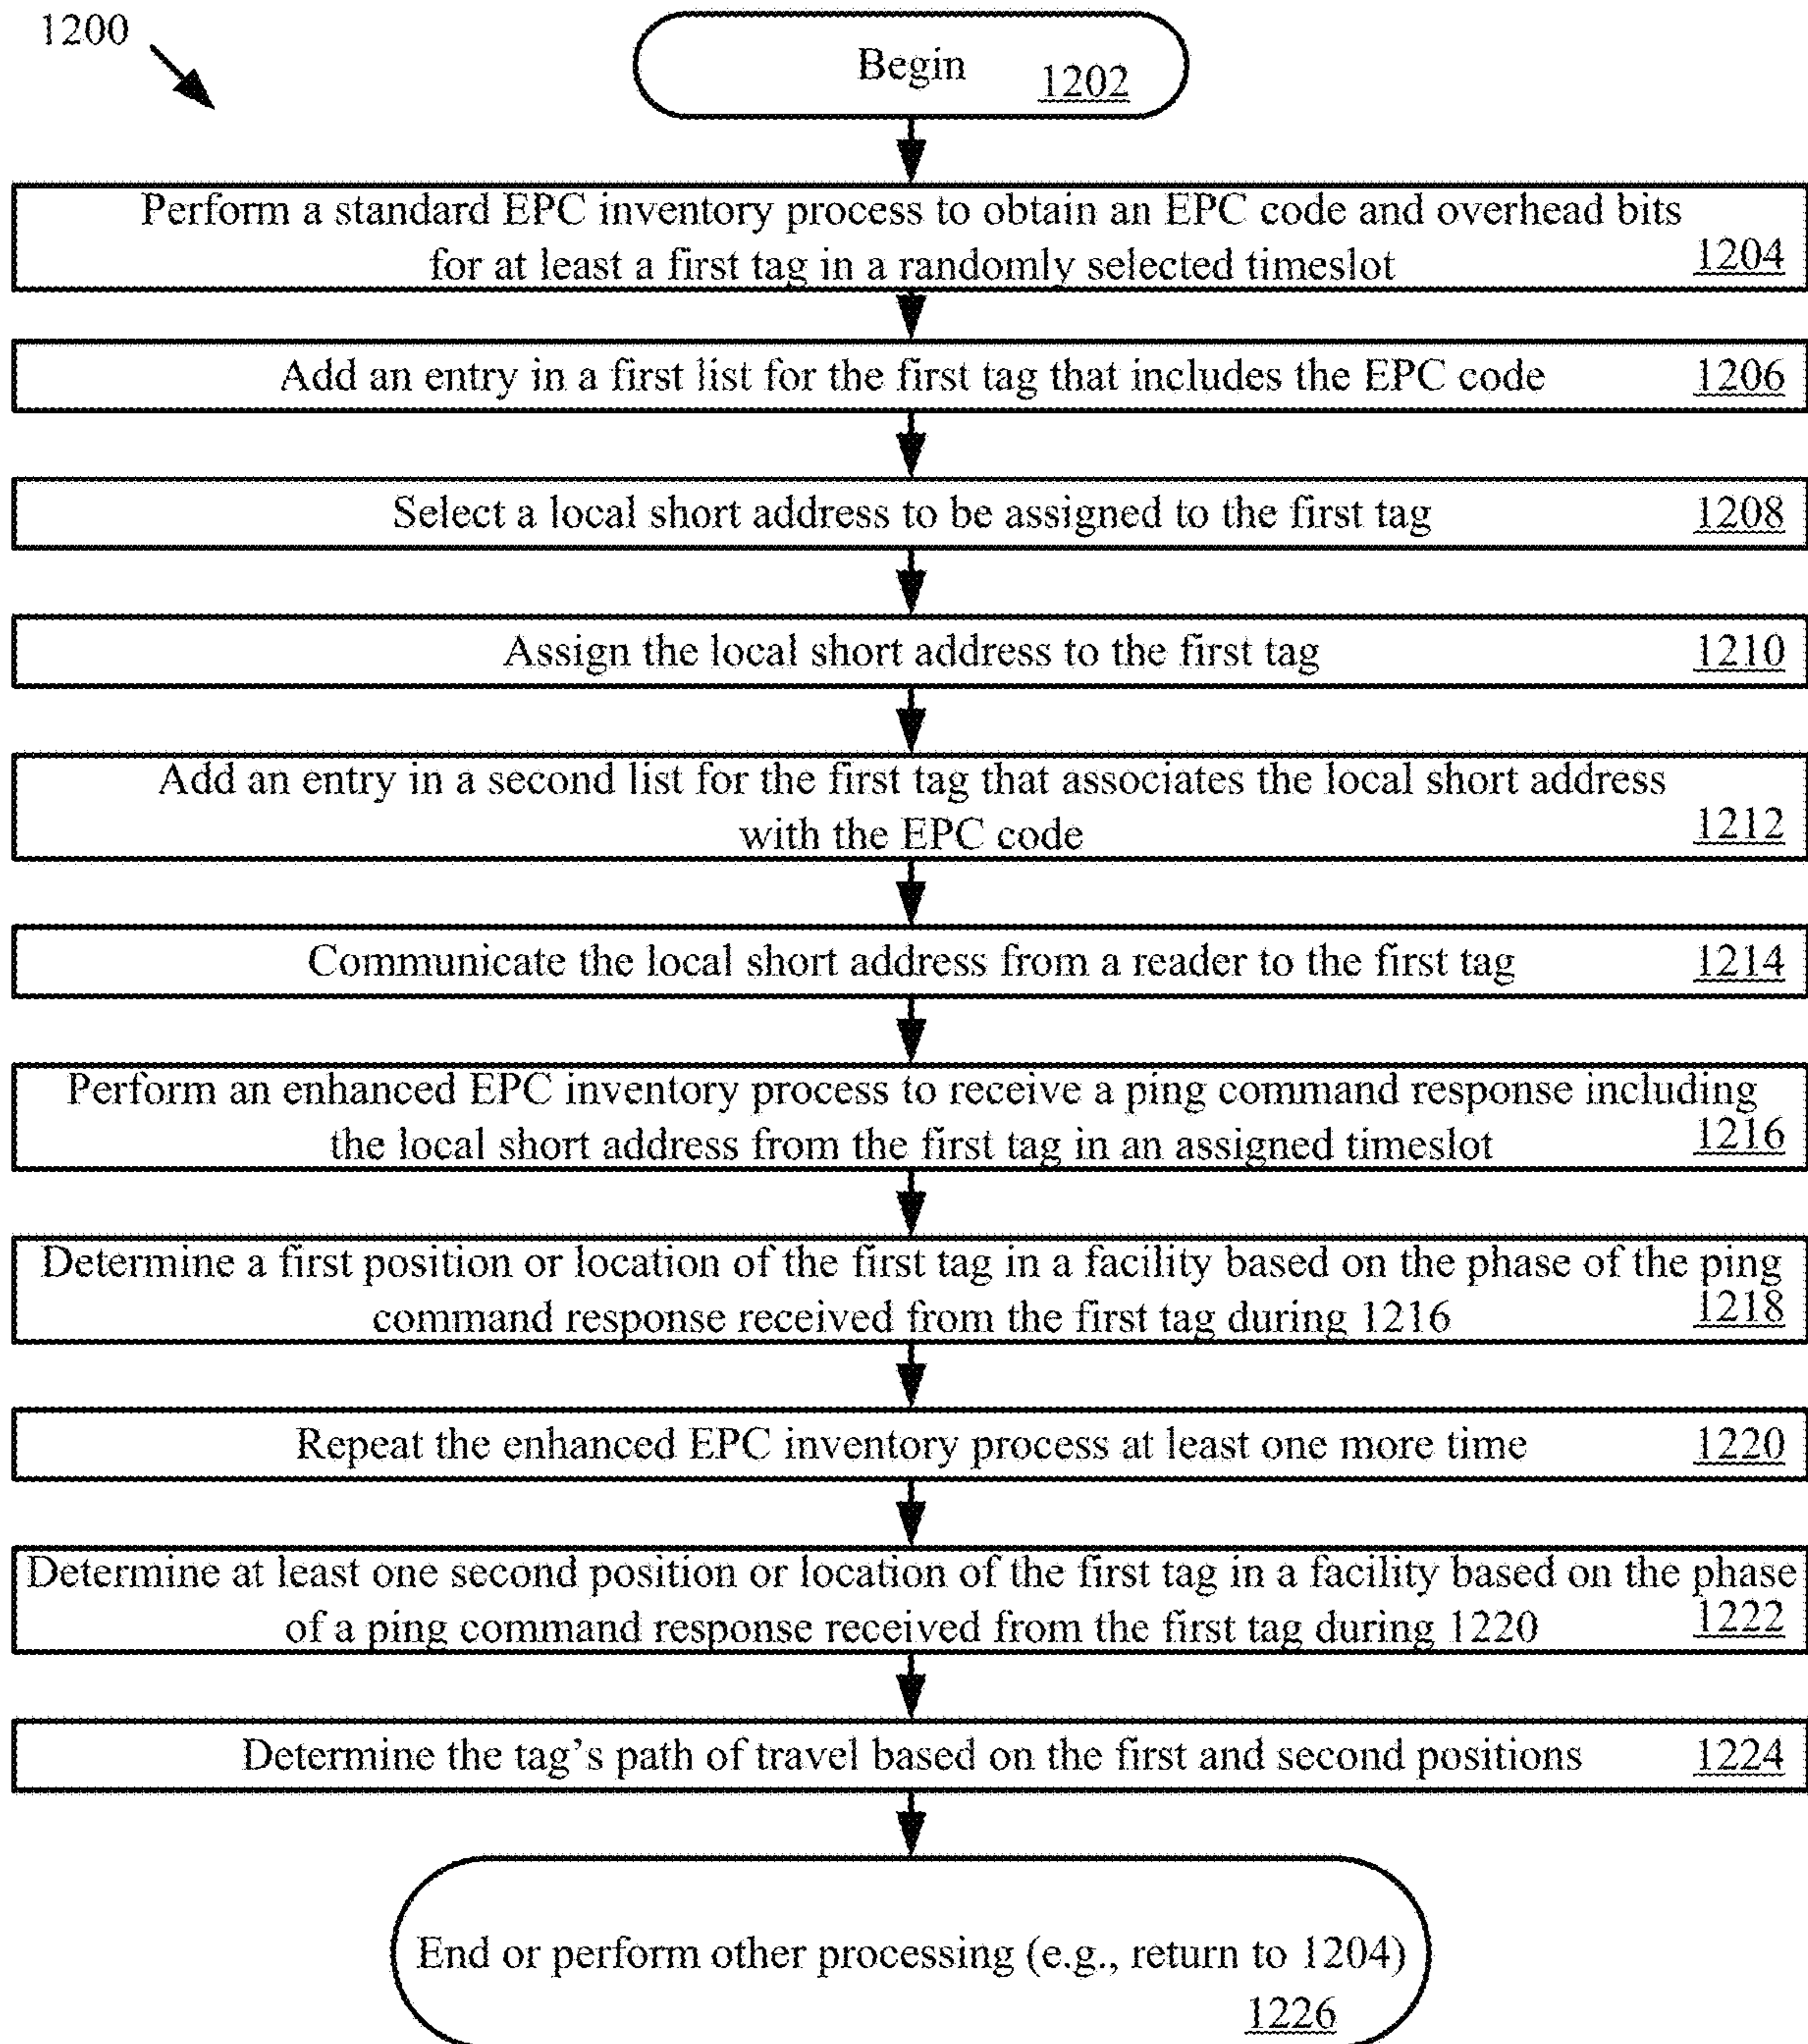 1200
Begin 1202
Perform a standard EPC inventory process to obtain an EPC code and overhead bits
for at least a first tag in a randomly selected timeslot 1204
Add an entry in a first list for the first tag that includes the EPC code 1206
Select a local short address to be assigned to the first tag 1208
Assign the local short address to the first tag 1210
Add an entry in a second list for the first tag that associates the local short address
with the EPC code 1212
Communicate the local short address from a reader to the first tag 1214
Perform an enhanced EPC inventory process to receive a ping command response including
the local short address from the first tag in an assigned timeslot 1216
Determine a first position or location of the first tag in a facility based on the phase of the ping
command response received from the first tag during 1216 1218
Repeat the enhanced EPC inventory process at least one more time 1220
Determine at least one second position or location of the first tag in a facility based on the phase
of a ping command response received from the first tag during 1220 1222
Determine the tag's path of travel based on the first and second positions 1224
End or perform other processing (e.g., return to 1204)
1226